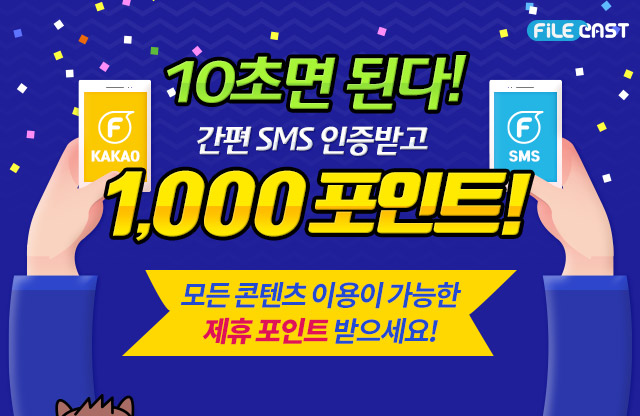 FiLECAST
10초면 된다!
간편 SMS 인증받고
F
KAKAO
F
SMS
1,000 포인트!
모든 콘텐츠 이용이 가능한
제휴 포인트 받으세요!